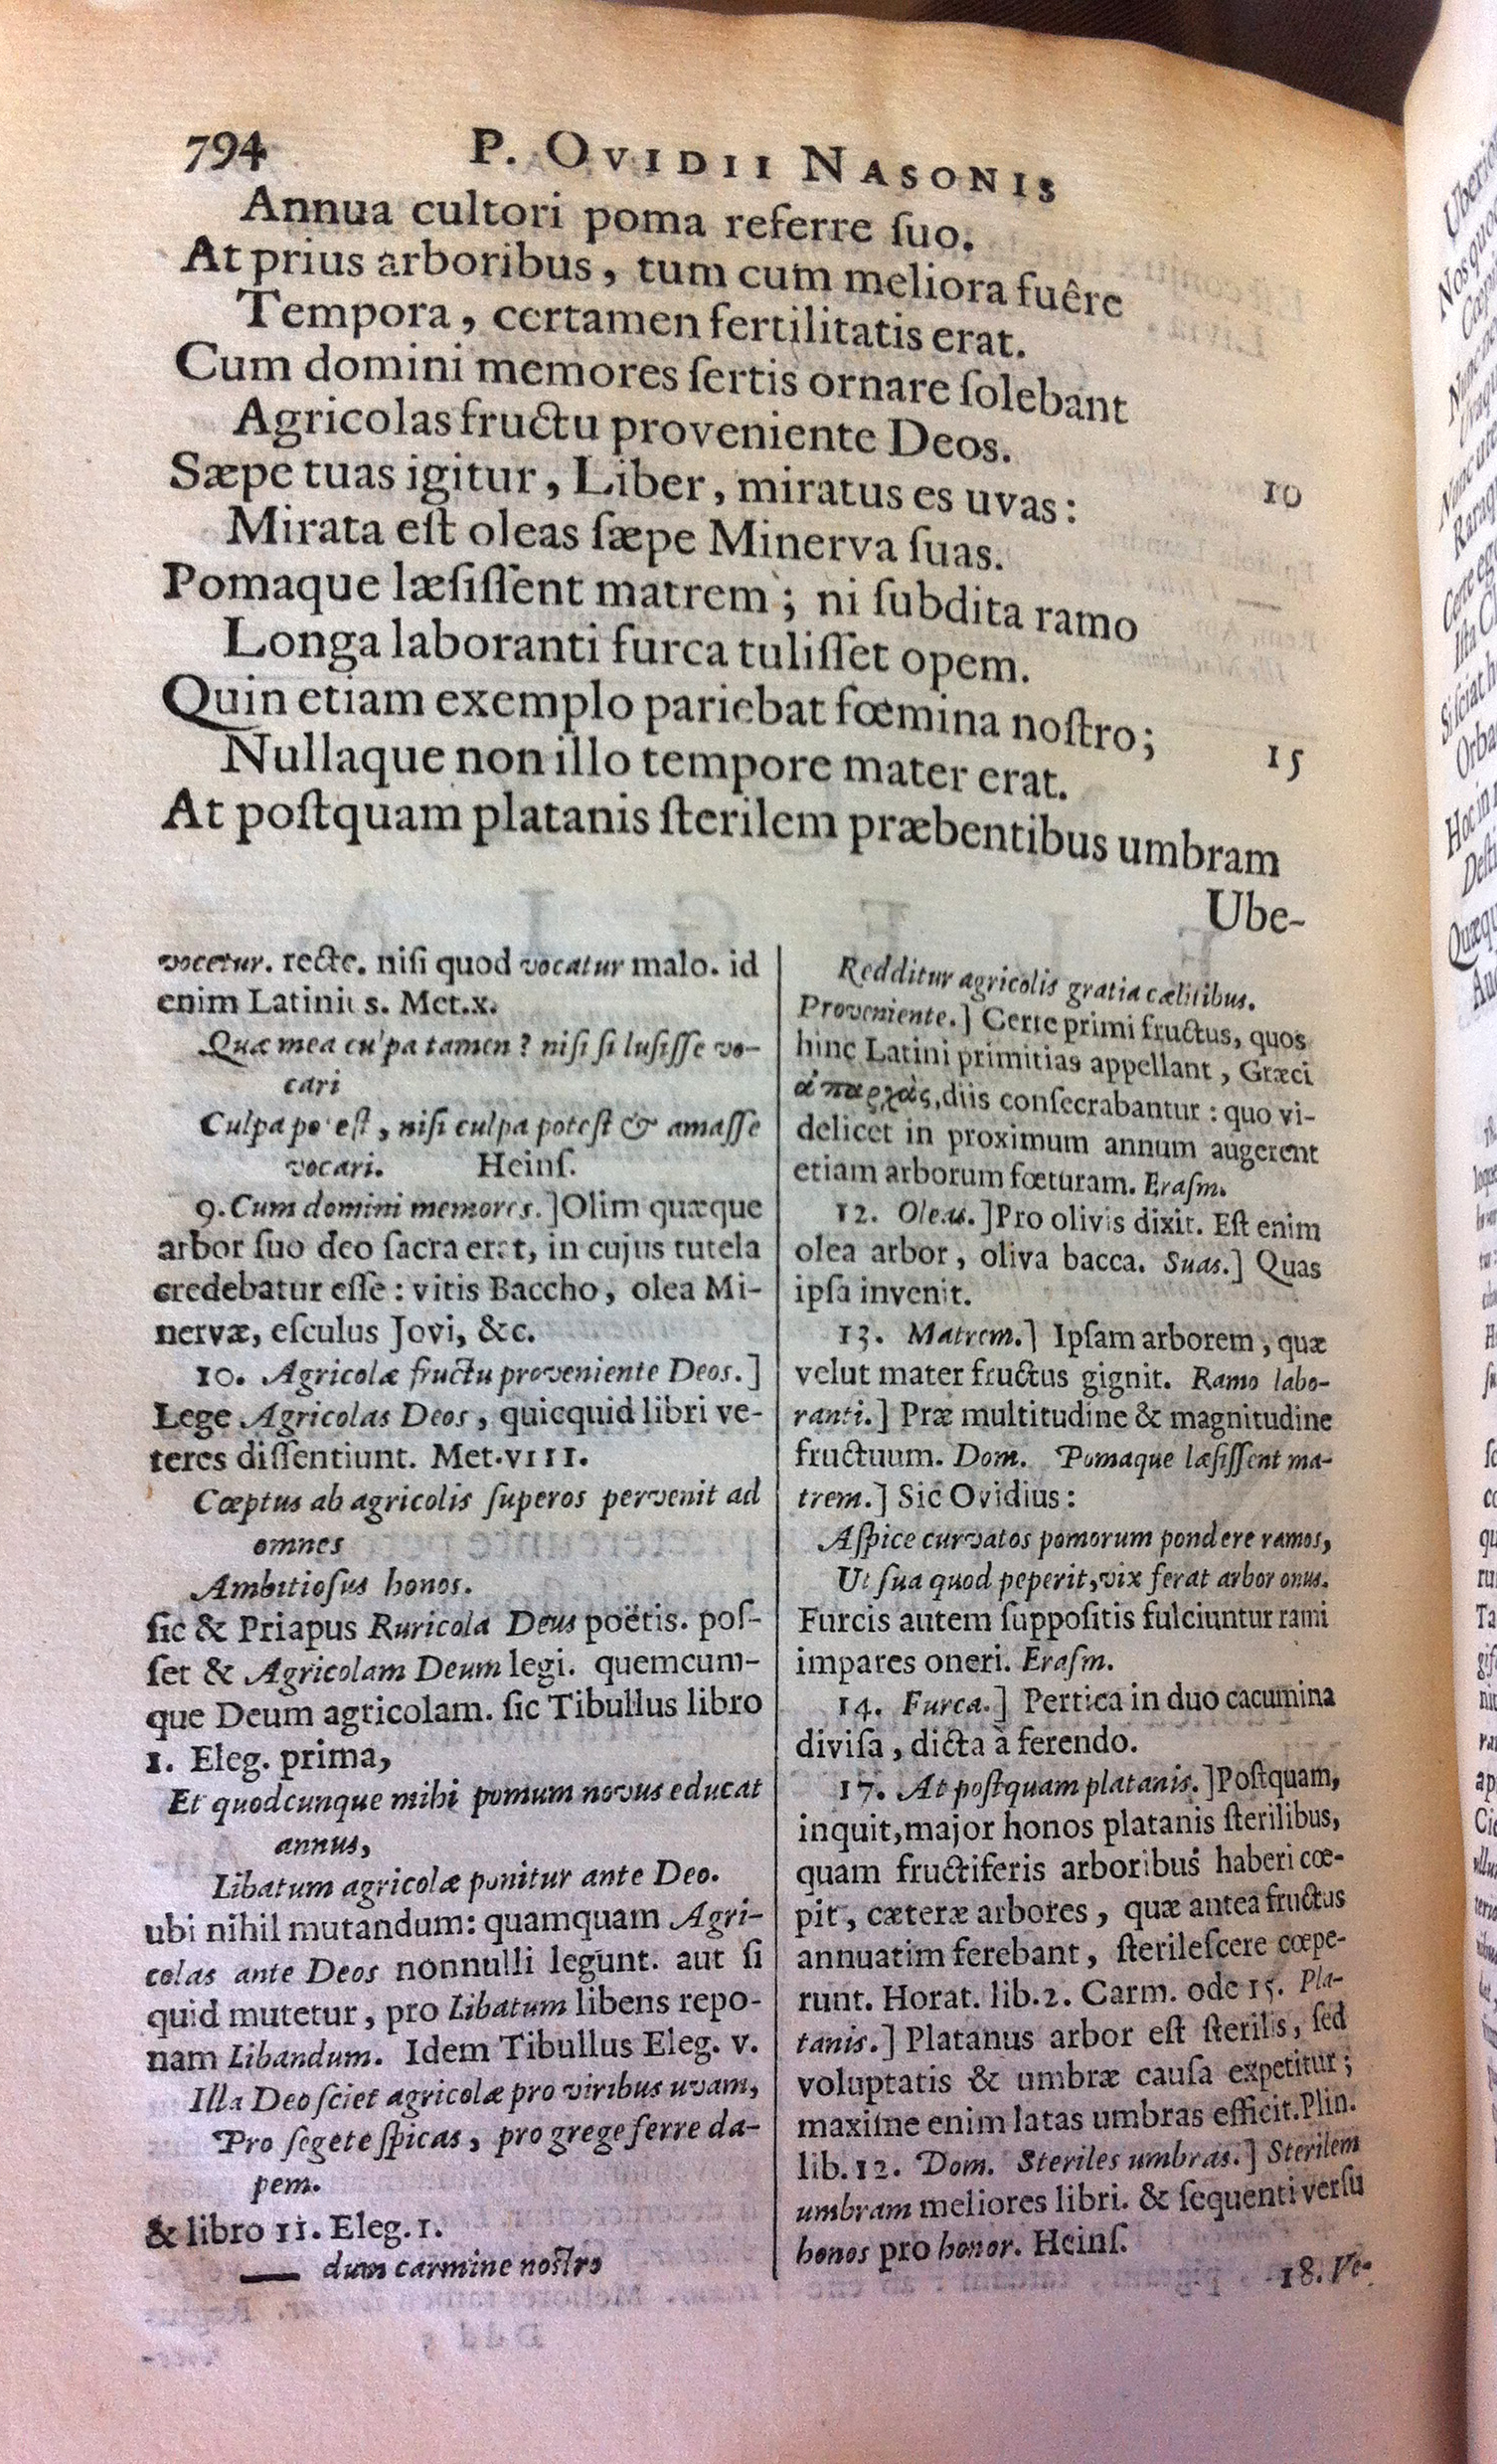 794 P. OVIDII NASONIS
Annua cultori poma referre ſuo.
At prius arboribus, tum cum meliora fuêre
Tempora, certamen fertilitatis erat.
Cum domini memores ſertis ornare ſolebant
Agricolas fructu proveniente Deos.
Sæpe tuas igitur, Liber, miratus es uvas: 10
Mirata eſt oleas ſæpe Minerva ſuas.
Pomaque læſiſſent matrem; ni ſubdita ramo
Longa laboranti furca tuliſſet opem.
Quin etiam exemplo pariebat fœmina noſtro; 15
Nullaque non illo tempore mater erat.
At poſtquam platanis ſterilem præbentibus umbram
Ube-
vocetur. recte. niſi quod vocatur malo. id
enim Latinius. Met.x.
Quæ mea culpa tamen? niſi ſi luſiſſe vo-
cari
Culpa poteſt, niſi culpa poteſt & amaſſe
vocari. Heinſ.
9. Cum domini memores.] Olim quæque
arbor ſuo deo ſacra erat, in cujus tutela
credebatur eſſe: vitis Baccho, olea Mi-
nervæ, eſculus Jovi, &c.
10. Agricolæ fructu proveniente Deos.]
Lege Agricolas Deos, quicquid libri ve-
teres diſſentiunt. Met.VIII.
Cœptus ab agricolis ſuperos pervenit ad
omnes
Ambitioſus honos.
ſic & Priapus Ruricola Deus poëtis. poſ-
ſet & Agricolam Deum legi. quemcum-
que Deum agricolam. ſic Tibullus libro
1. Eleg. prima,
Et quodcunque mihi pomum novus educat
annus,
Libatum agricolæ ponitur ante Deo.
ubi nihil mutandum: quamquam Agri-
colas ante Deos nonnulli legunt. aut ſi
quid mutetur, pro Libatum libens repo-
nam Libandum. Idem Tibullus Eleg. v.
Illa Deo ſciet agricolæ pro viribus uvam,
Pro ſegete ſpicas, pro grege ferre da-
pem.
& libro II. Eleg. 1.
— dum carmine noſtro
Redditur agricolis gratia cælitibus.
Proveniente.] Certe primi fructus, quos
hinc Latini primitias appellant, Græci
ἀπαρχὰς, diis conſecrabantur: quo vi-
delicet in proximum annum augerent
etiam arborum fœturam. Eraſm.
12. Oleas.] Pro olivis dixit. Eſt enim
olea arbor, oliva bacca. Suas.] Quas
ipſa invenit.
13. Matrem.] Ipſam arborem, quæ
velut mater fructus gignit. Ramo labo-
ranti.] Præ multitudine & magnitudine
fructuum. Dom. Pomaque læſiſſent ma-
trem.] Sic Ovidius:
Aſpice curvatos pomorum pondere ramos,
Ut ſua quod peperit, vix ferat arbor onus.
Furcis autem ſuppoſitis fulciuntur rami
impares oneri. Eraſm.
14. Furca.] Pertica in duo cacumina
diviſa, dicta à ferendo.
17. At poſtquam platanis.] Poſtquam,
inquit, major honos platanis ſterilibus,
quam fructiferis arboribus haberi cœ-
pit, cæteræ arbores, quæ antea fructus
annuatim ferebant, ſterileſcere cœpe-
runt. Horat. lib.2. Carm. ode 15. Pla-
tanis.] Platanus arbor eſt ſterilis, ſed
voluptatis & umbræ cauſa expetitur;
maxime enim latas umbras efficit. Plin.
lib. 12. Dom. Steriles umbras.] Sterilem
umbram meliores libri. & ſequenti verſu
honos pro honor. Heinſ.
18. Ve-